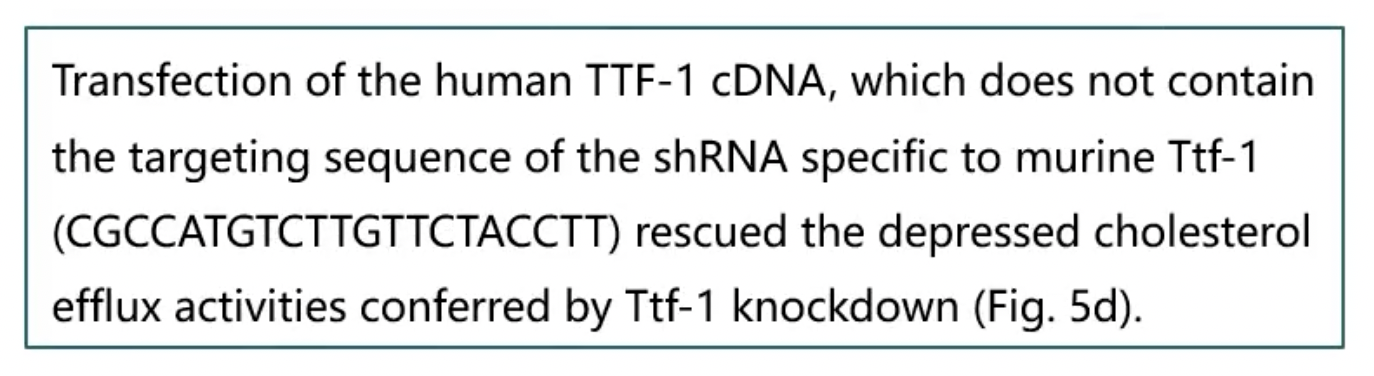 Transfection of the human TTF-1 cDNA, which does not contain
the targeting sequence of the shRNA specific to murine Ttf-1
(CGCCATGTCTTGTTCTACCTT) rescued the depressed cholesterol
efflux activities conferred by Ttf-1 knockdown (Fig. 5d).